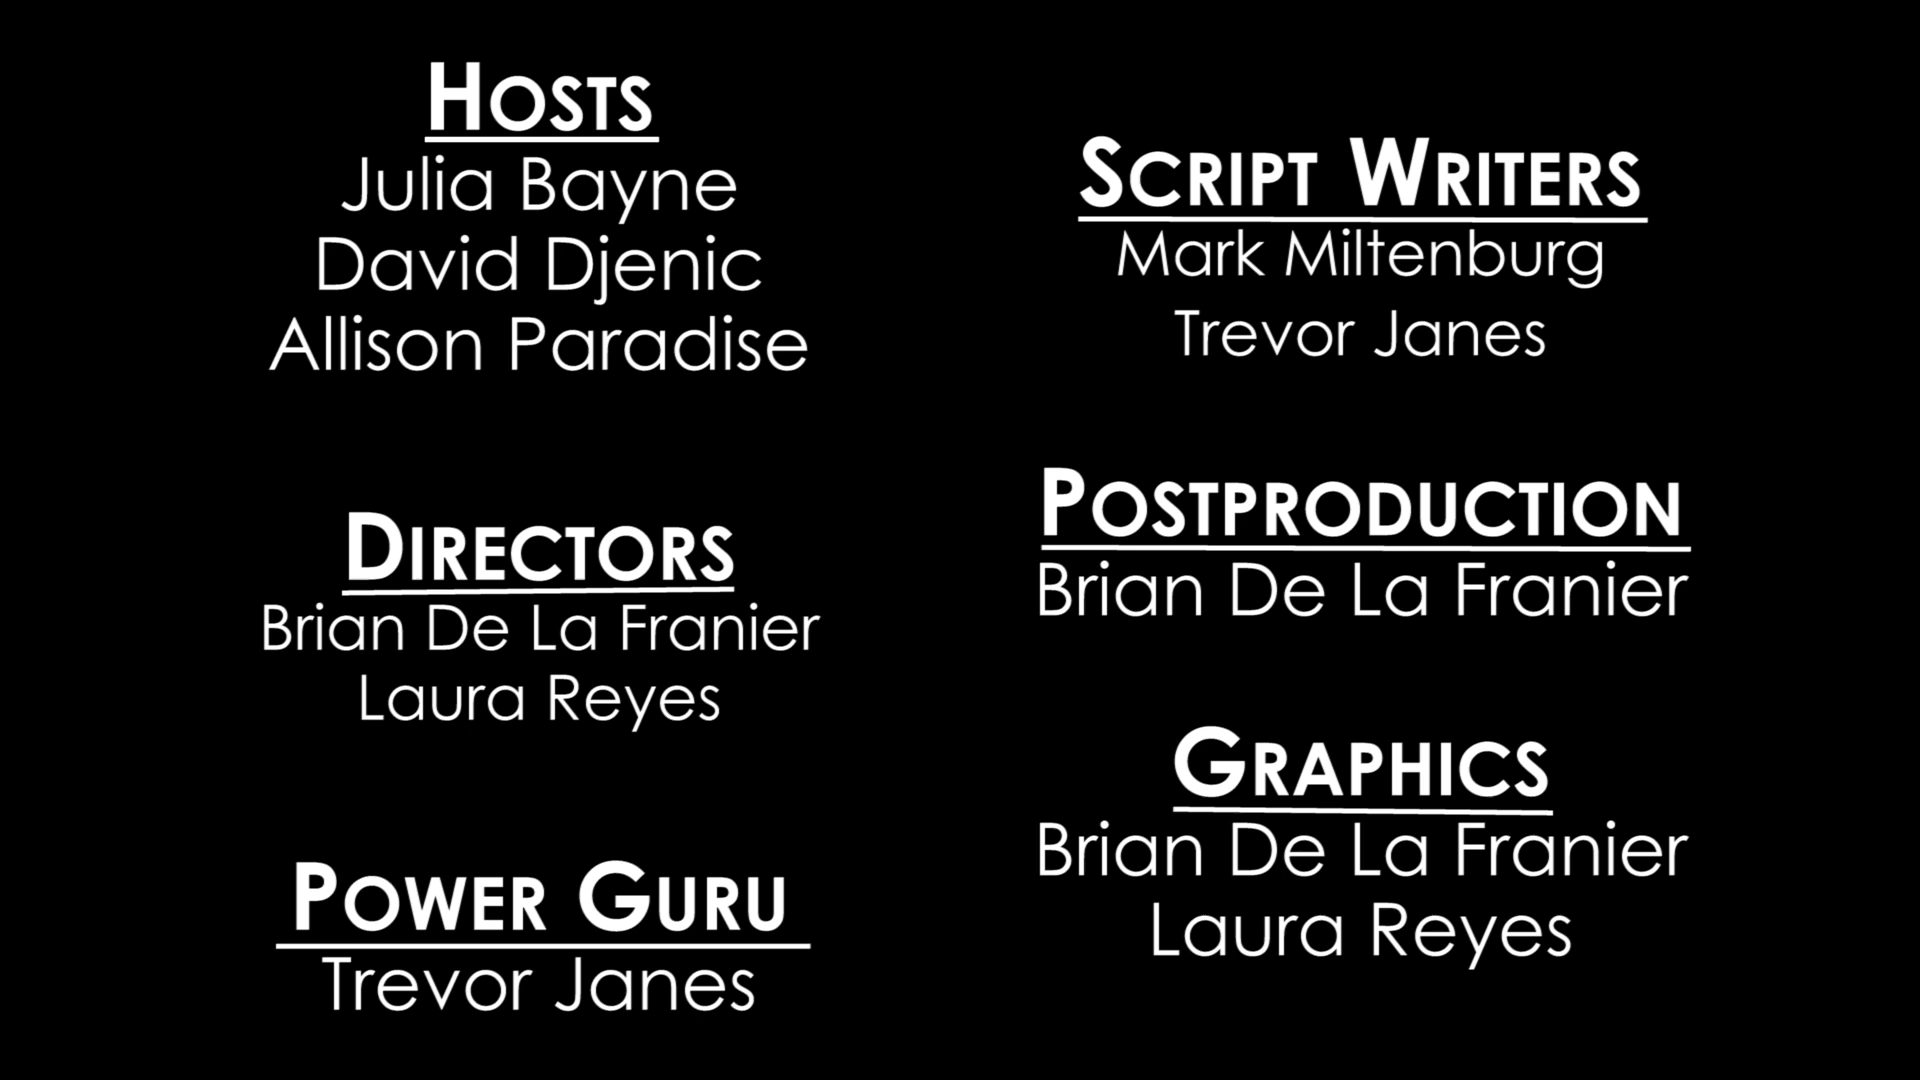 Hosts
Julia Bayne
David Djenic
Allison Paradise
Directors
Brian De La Franier
Laura Reyes
Power Guru
Trevor Janes
Script Writers
Mark Miltenburg
Trevor Janes
Postproduction
Brian De La Franier
Graphics
Brian De La Franier
Laura Reyes